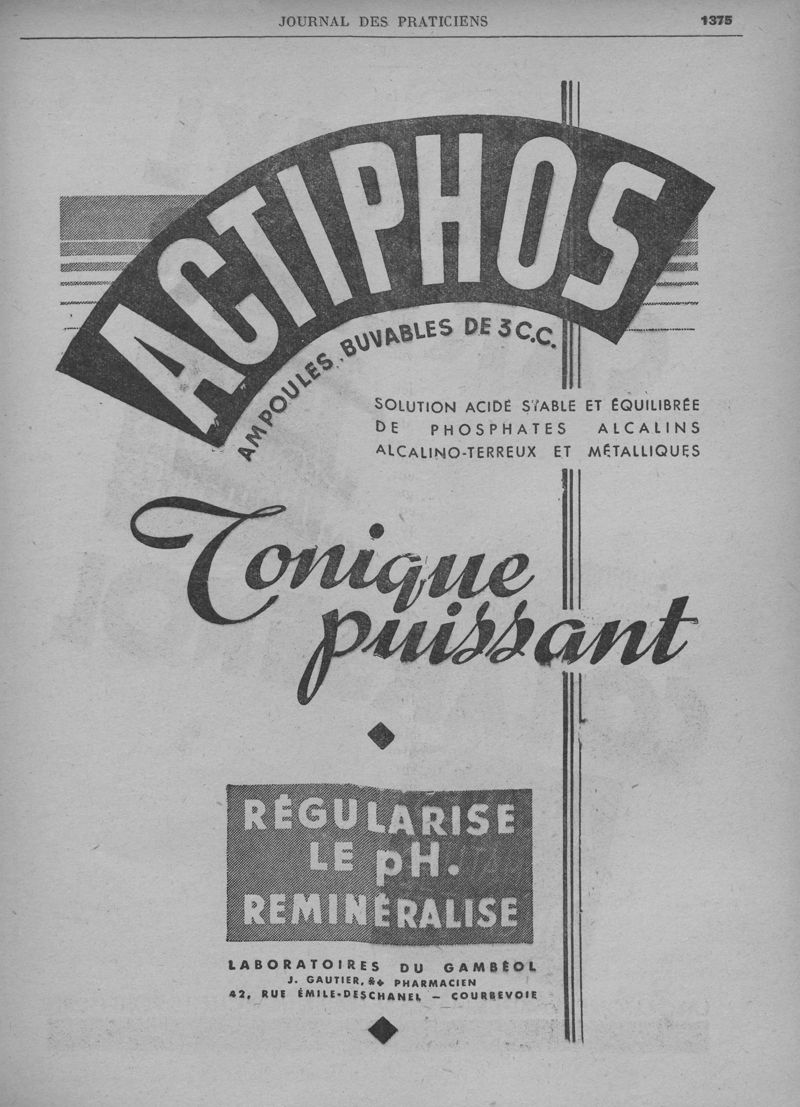 JOURNAL DES PRATICIENS
1375
ACTIPHOS
AMPOULES BUVABLES DE 3 C.C.
SOLUTION ACIDE STABLE ET ÉQUILIBRÉE
DE PHOSPHATES ALCALINS
ALCALINO-TERREUX ET MÉTALLIQUES
Tonique
puissant
RÉGULARISE
LE pH.
REMINÉRALISE
LABORATOIRES DU GAMBÉOL
J. GAUTIER, PHARMACIEN
42, RUE ÉMILE-DESCHANEL — COURBEVOIE